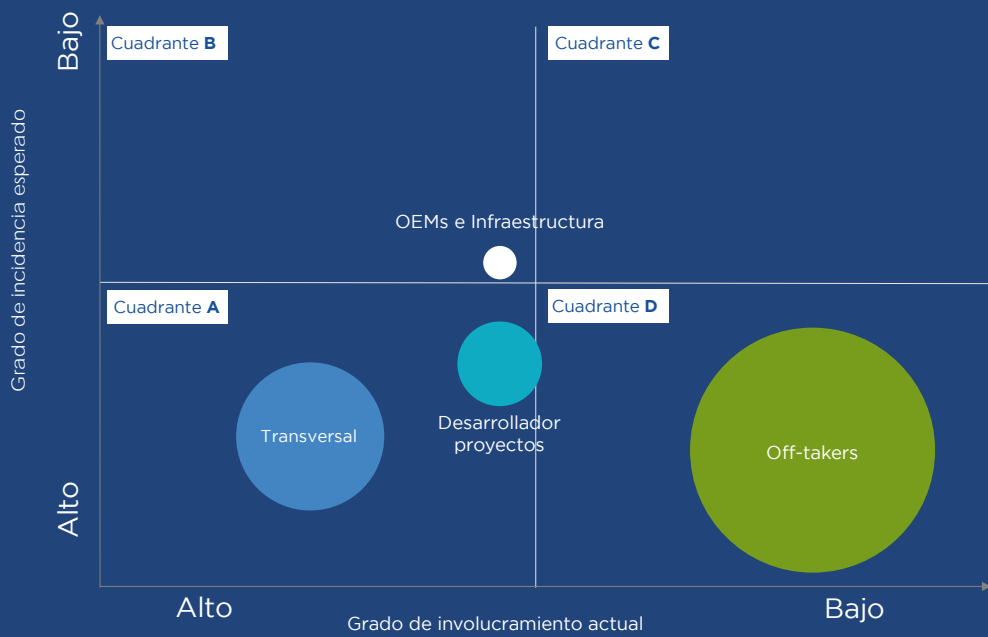 Bajo
Cuadrante B
Cuadrante C
Grado de incidencia esperado
OEMs e Infraestructura
Cuadrante A
Cuadrante D
Transversal
Desarrollador
proyectos
Off-takers
Alto
Alto
Bajo
Grado de involucramiento actual